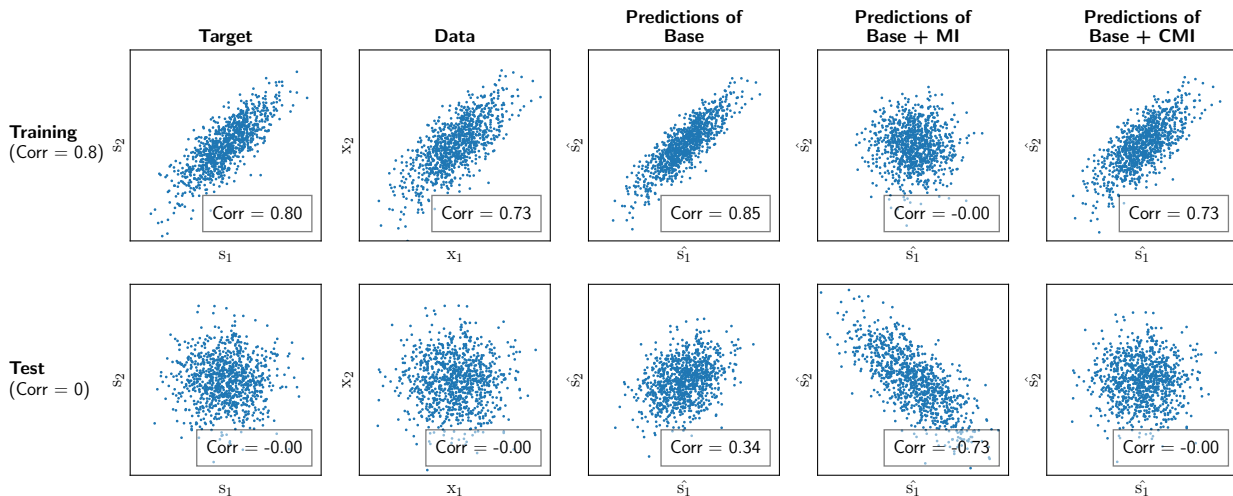 Target
Data
Predictions of
Base
Predictions of
Base + MI
Predictions of
Base + CMI
Training
(Corr = 0.8)
s₂
Corr = 0.80
s₁
x₂
Corr = 0.73
x₁
ŝ₂
Corr = 0.85
ŝ₁
ŝ₂
Corr = -0.00
ŝ₁
ŝ₂
Corr = 0.73
ŝ₁
Test
(Corr = 0)
s₂
Corr = -0.00
s₁
x₂
Corr = -0.00
x₁
ŝ₂
Corr = 0.34
ŝ₁
ŝ₂
Corr = -0.73
ŝ₁
ŝ₂
Corr = -0.00
ŝ₁